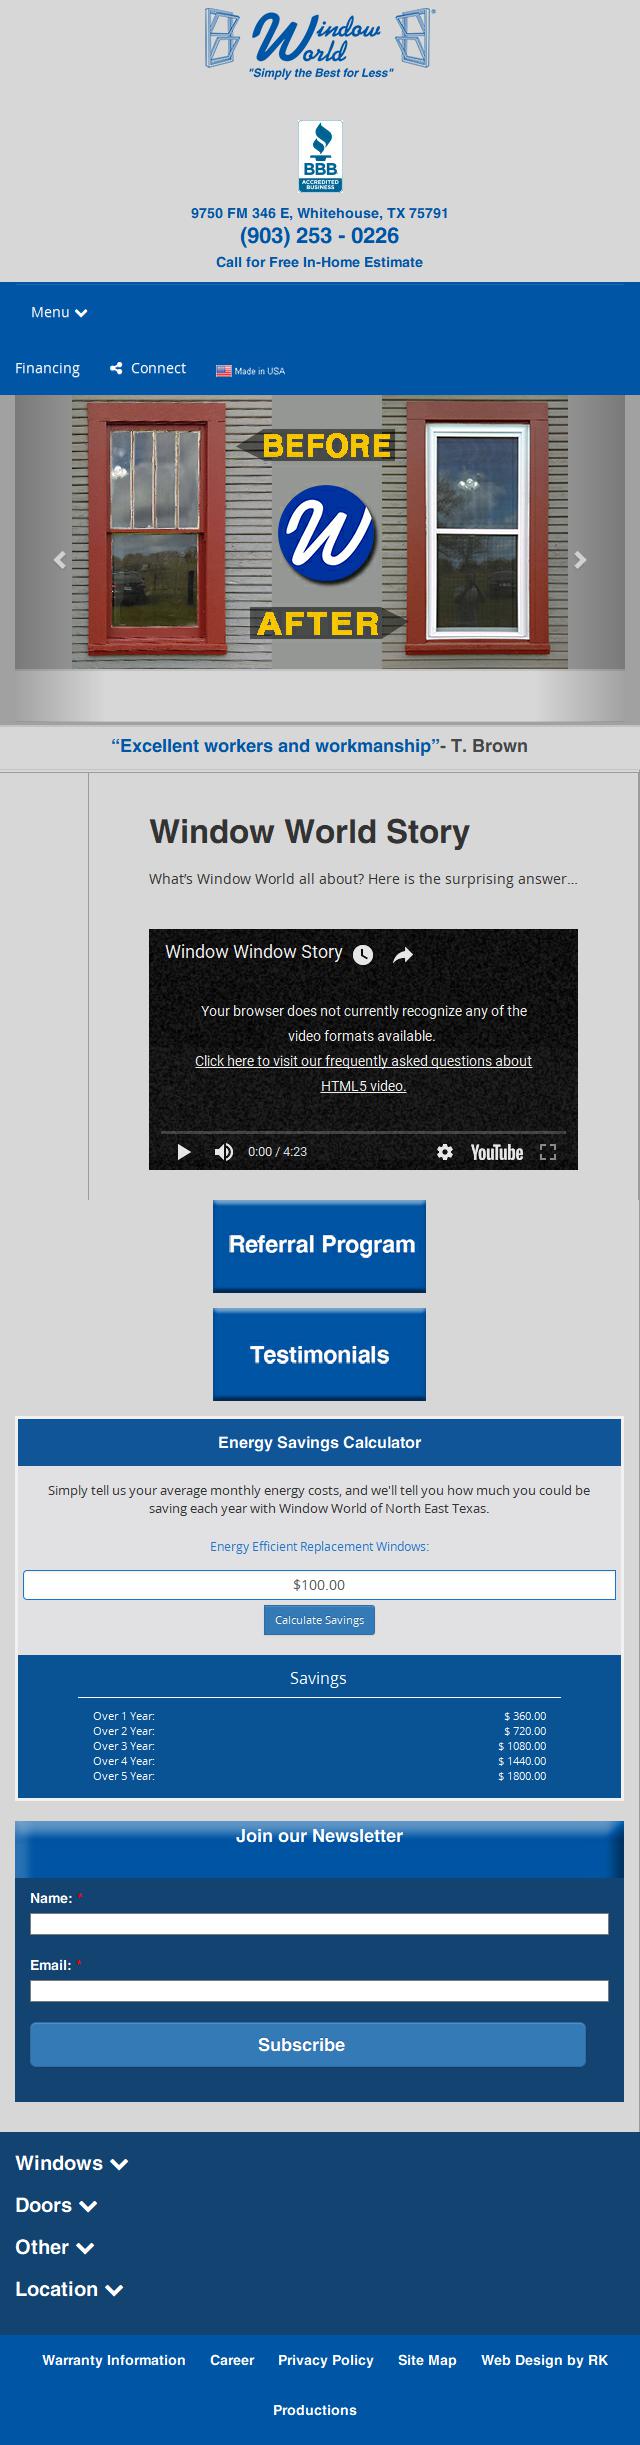 Window
World
"Simply the Best for Less"
BBB
ACCREDITED
BUSINESS
9750 FM 346 E, Whitehouse, TX 75791
(903) 253 - 0226
Call for Free In-Home Estimate
Menu
Financing Connect Made in USA
BEFORE
W
AFTER
“Excellent workers and workmanship”- T. Brown
Window World Story
What’s Window World all about? Here is the surprising answer…
Window Window Story
Your browser does not currently recognize any of the
video formats available.
Click here to visit our frequently asked questions about
HTML5 video.
0:00 / 4:23 YouTube
Referral Program
Testimonials
Energy Savings Calculator
Simply tell us your average monthly energy costs, and we'll tell you how much you could be
saving each year with Window World of North East Texas.
Energy Efficient Replacement Windows:
$100.00
Calculate Savings
Savings
Over 1 Year: $ 360.00
Over 2 Year: $ 720.00
Over 3 Year: $ 1080.00
Over 4 Year: $ 1440.00
Over 5 Year: $ 1800.00
Join our Newsletter
Name: *
Email: *
Subscribe
Windows
Doors
Other
Location
Warranty Information Career Privacy Policy Site Map Web Design by RK
Productions